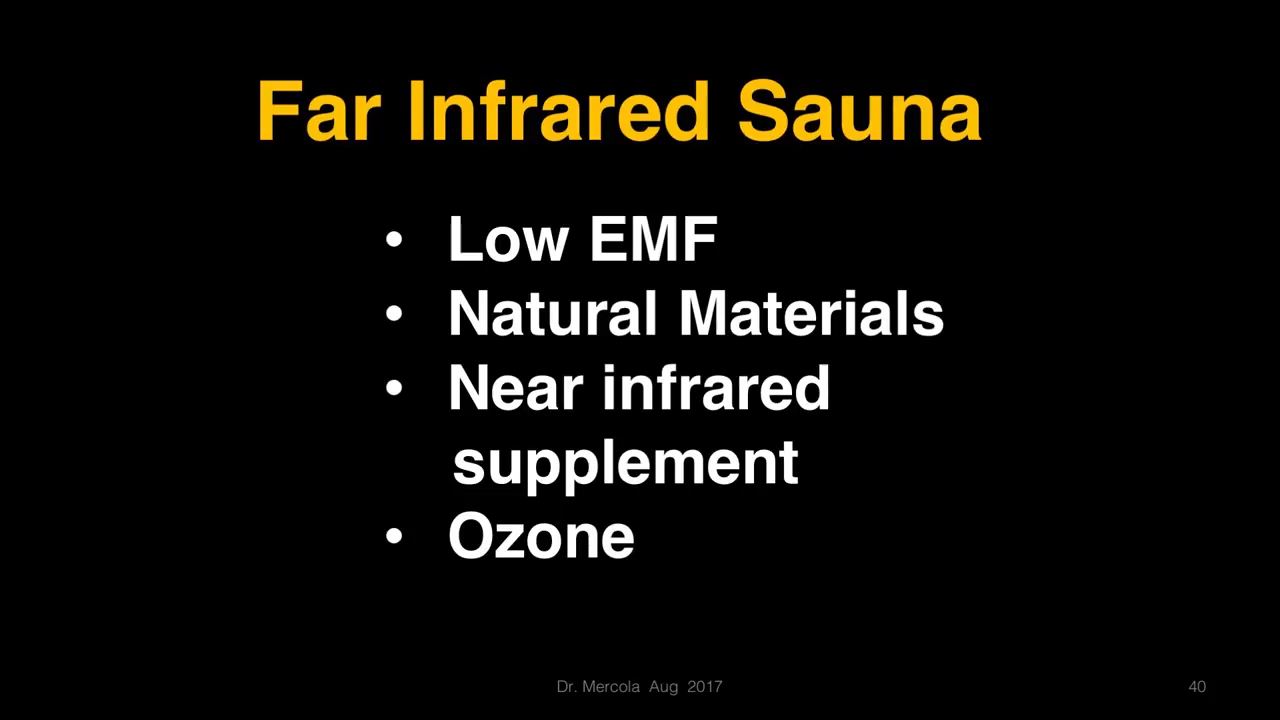 Far Infrared Sauna
• Low EMF
• Natural Materials
• Near infrared
supplement
• Ozone
Dr. Mercola Aug 2017
40